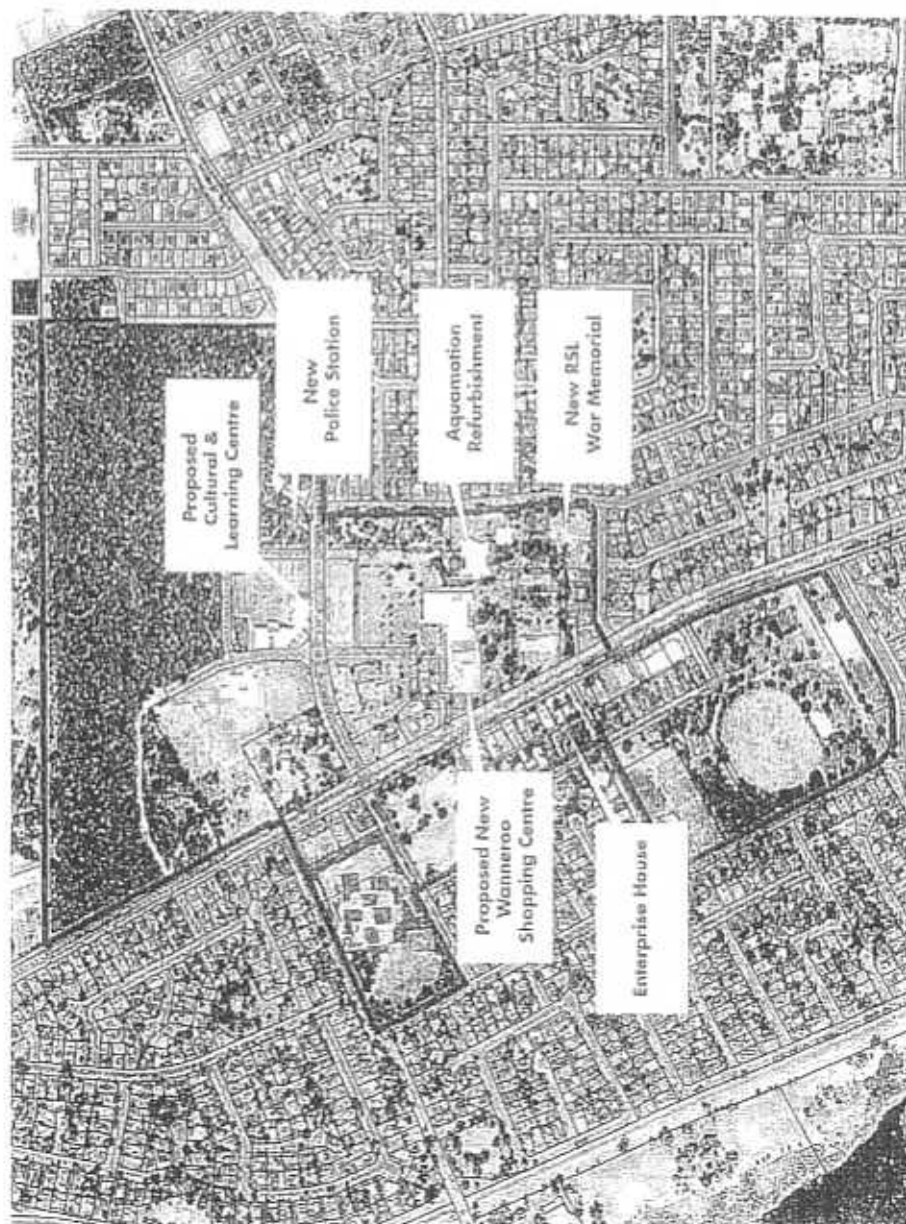 Proposed
Cultural &
Learning Centre
New
Police Station
Aquamotion
Refurbishment
New RSL
War Memorial
Proposed New
Wanneroo
Shopping Centre
Enterprise House